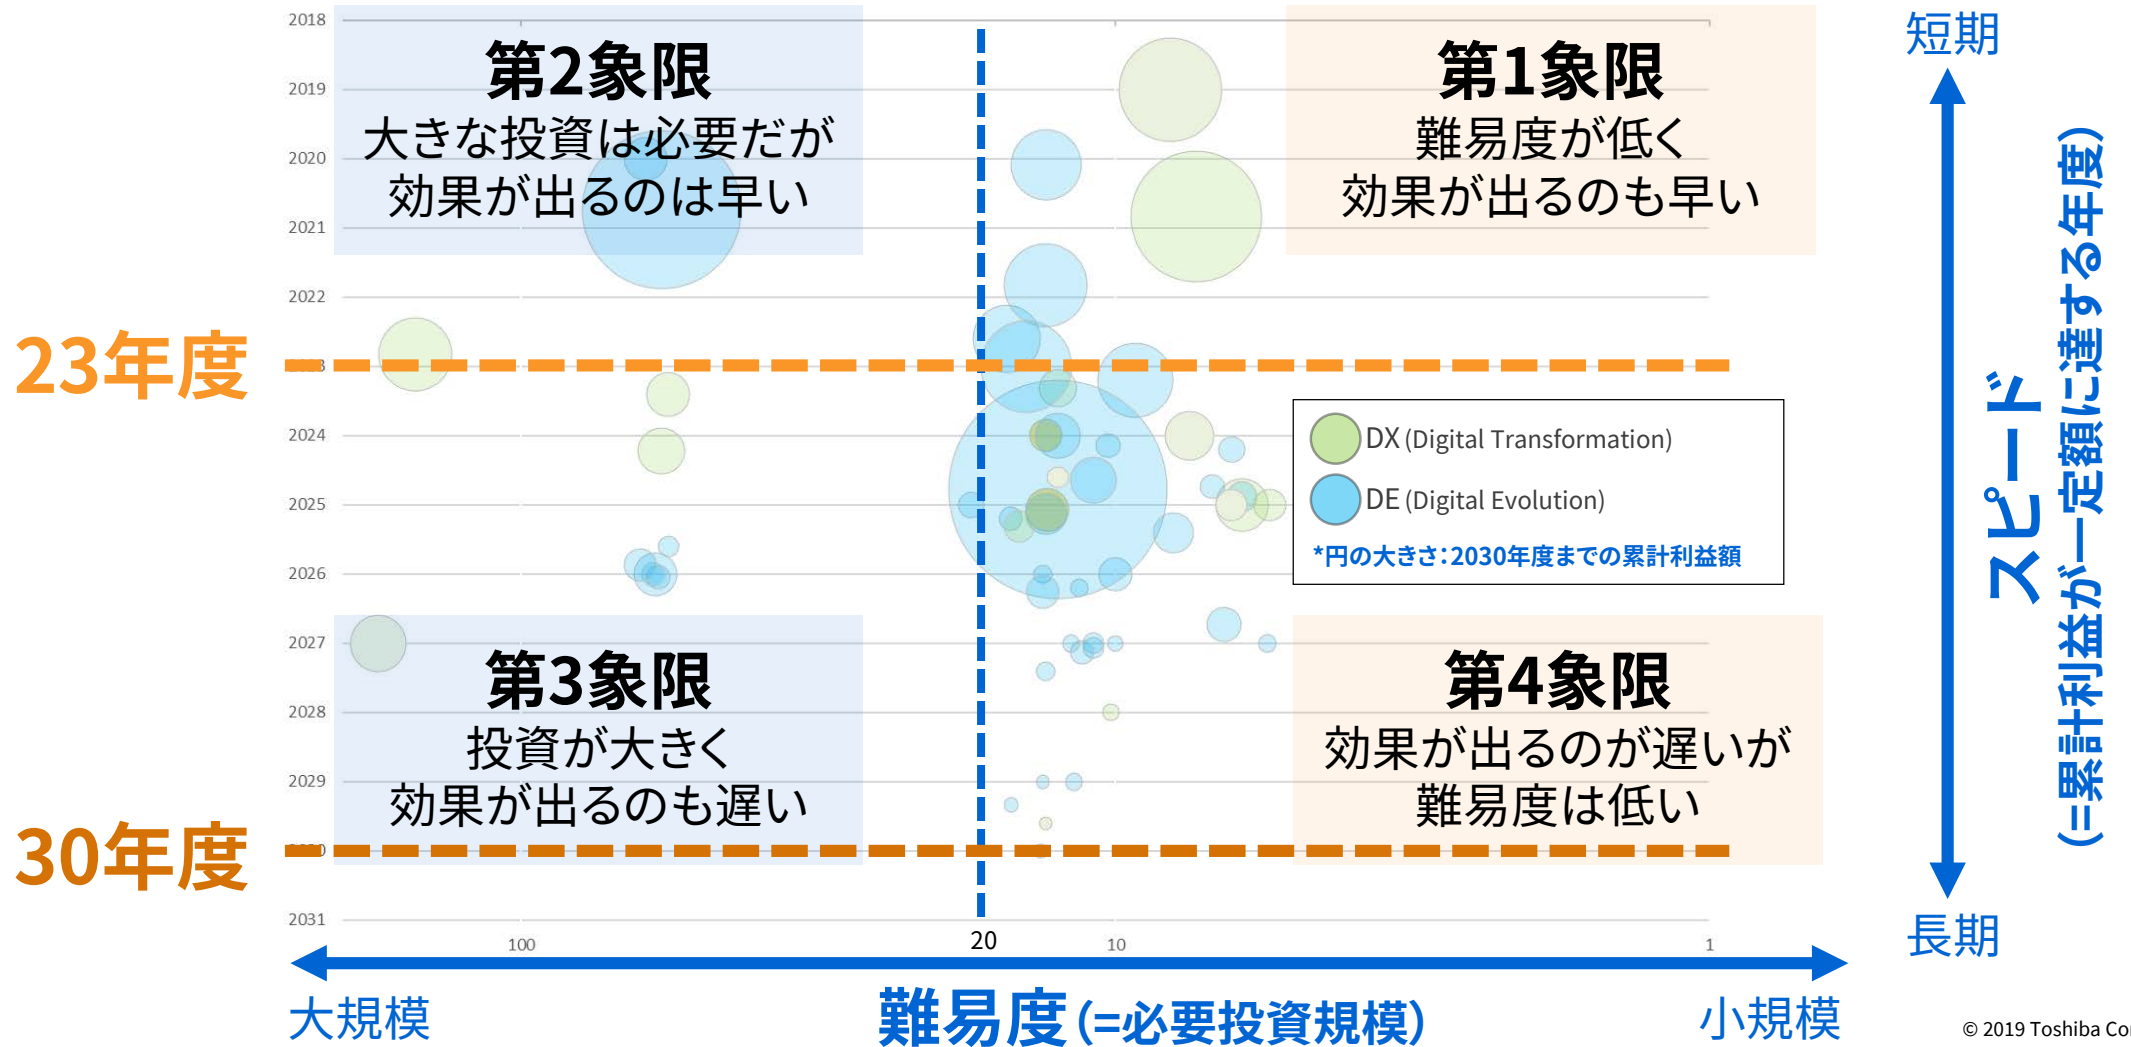 2018
2019
2020
2021
2022
2024
2025
2026
2027
2028
2029
2031
第2象限
大きな投資は必要だが
効果が出るのは早い
第1象限
難易度が低く
効果が出るのも早い
23年度
DX (Digital Transformation)
DE (Digital Evolution)
*円の大きさ:2030年度までの累計利益額
第3象限
投資が大きく
効果が出るのも遅い
第4象限
効果が出るのが遅いが
難易度は低い
30年度
100
20
10
1
大規模
難易度(=必要投資規模)
小規模
短期
スピード
(=累計利益が一定額に達する年度)
長期
© 2019 Toshiba